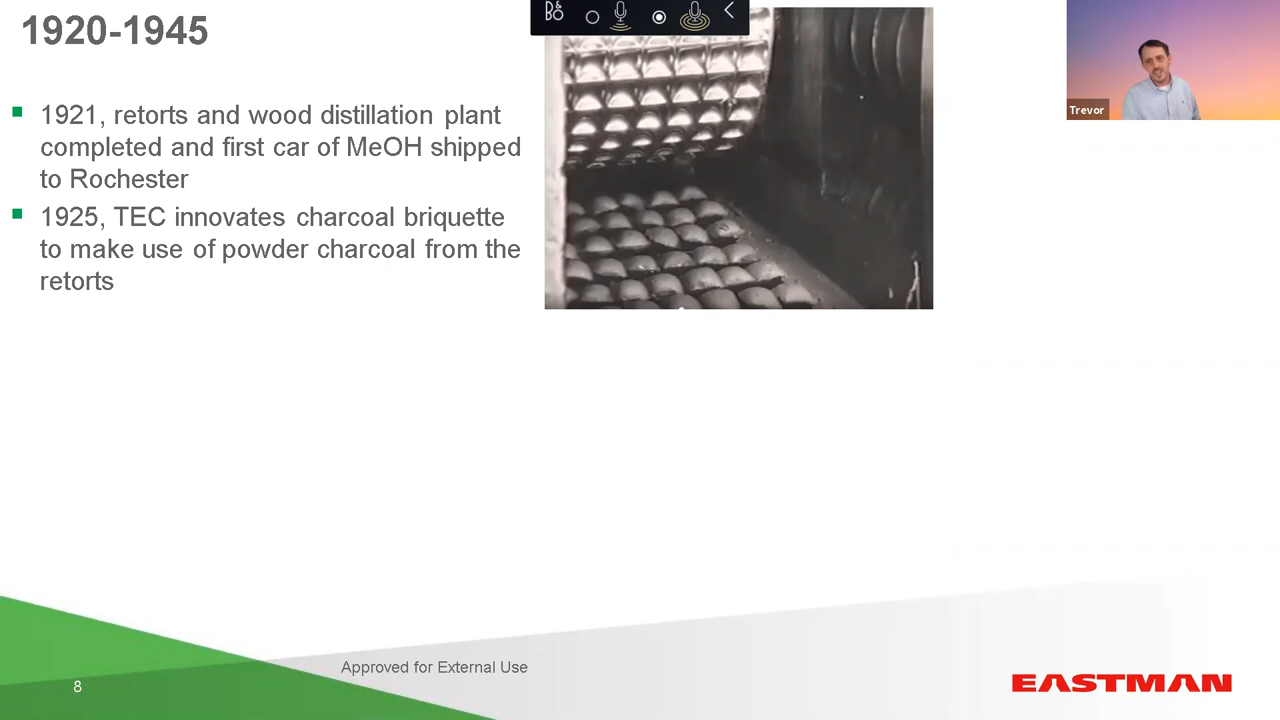 1920-1945
B&O
1921, retorts and wood distillation plant
completed and first car of MeOH shipped
to Rochester
1925, TEC innovates charcoal briquette
to make use of powder charcoal from the
retorts
Trevor
Approved for External Use
8
EASTMAN